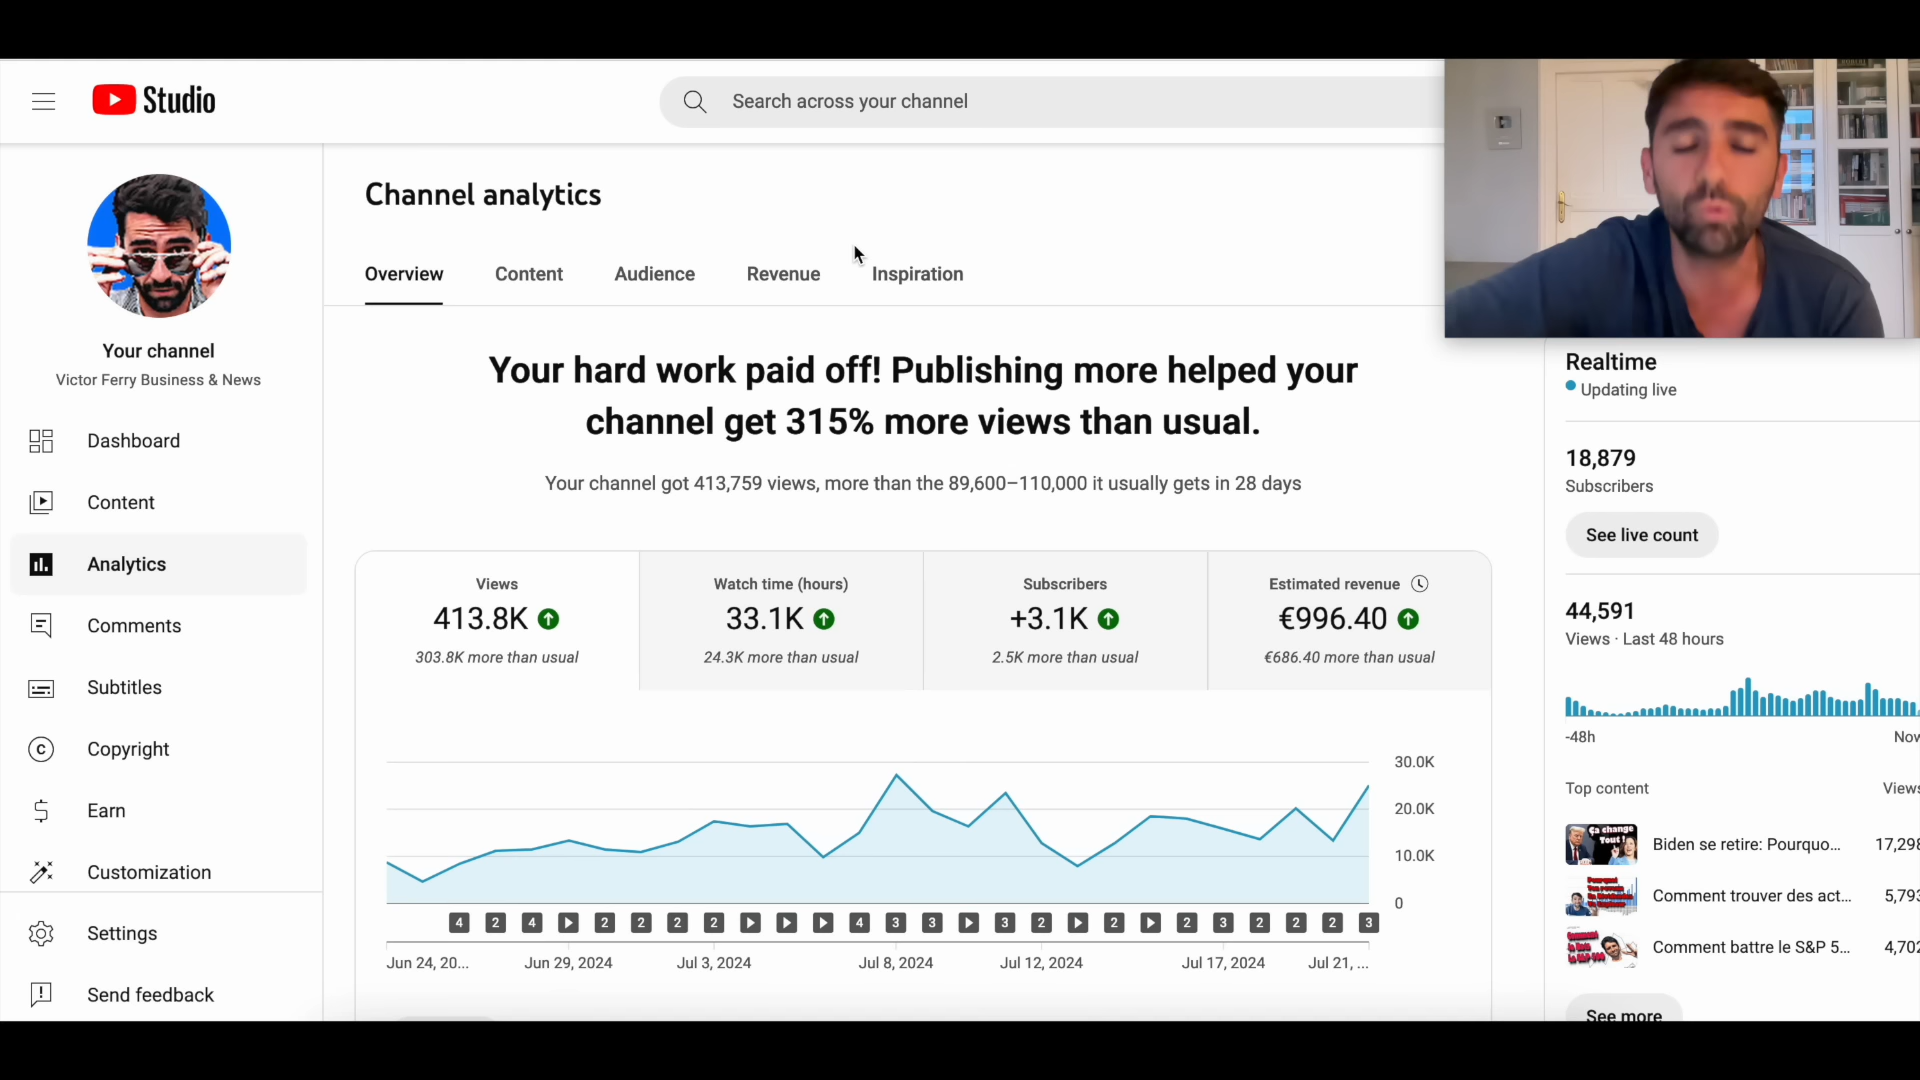 Studio
Search across your channel
Your channel
Victor Ferry Business & News
Dashboard
Content
Analytics
Comments
Subtitles
Copyright
Earn
Customization
Settings
Send feedback
Channel analytics
Overview Content Audience Revenue Inspiration
Your hard work paid off! Publishing more helped your
channel get 315% more views than usual.
Your channel got 413,759 views, more than the 89,600–110,000 it usually gets in 28 days
Views
413.8K
303.8K more than usual
Watch time (hours)
33.1K
24.3K more than usual
Subscribers
+3.1K
2.5K more than usual
Estimated revenue
€996.40
€686.40 more than usual
30.0K
20.0K
10.0K
0
4 2 4 2 2 2 2 4 3 3 3 2 2 2 3 2 2 2 3
Jun 24, 20... Jun 29, 2024 Jul 3, 2024 Jul 8, 2024 Jul 12, 2024 Jul 17, 2024 Jul 21, ...
Realtime
Updating live
18,879
Subscribers
See live count
44,591
Views · Last 48 hours
-48h Now
Top content Views
Ça change
Tout !
Biden se retire: Pourquo... 17,298
Comment trouver des act... 5,793
Comment battre le S&P 5... 4,702
See more